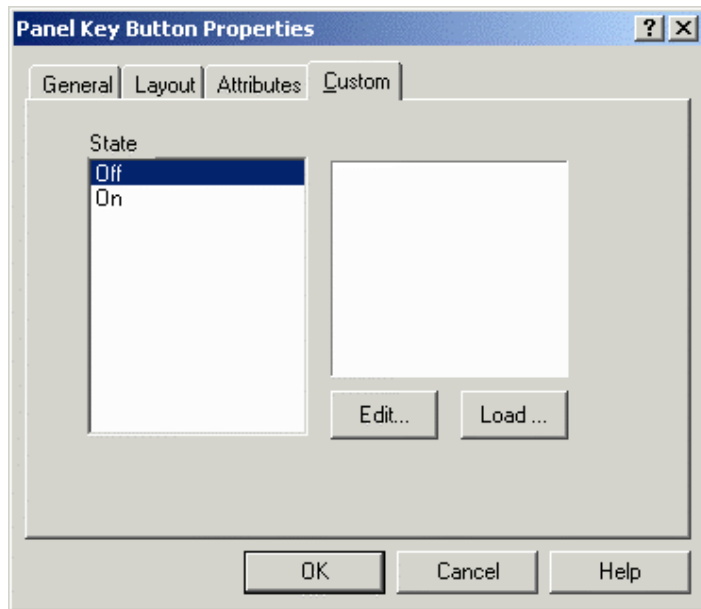 Panel Key Button Properties
General Layout Attributes Custom
State
Off
On
Edit... Load ...
OK Cancel Help